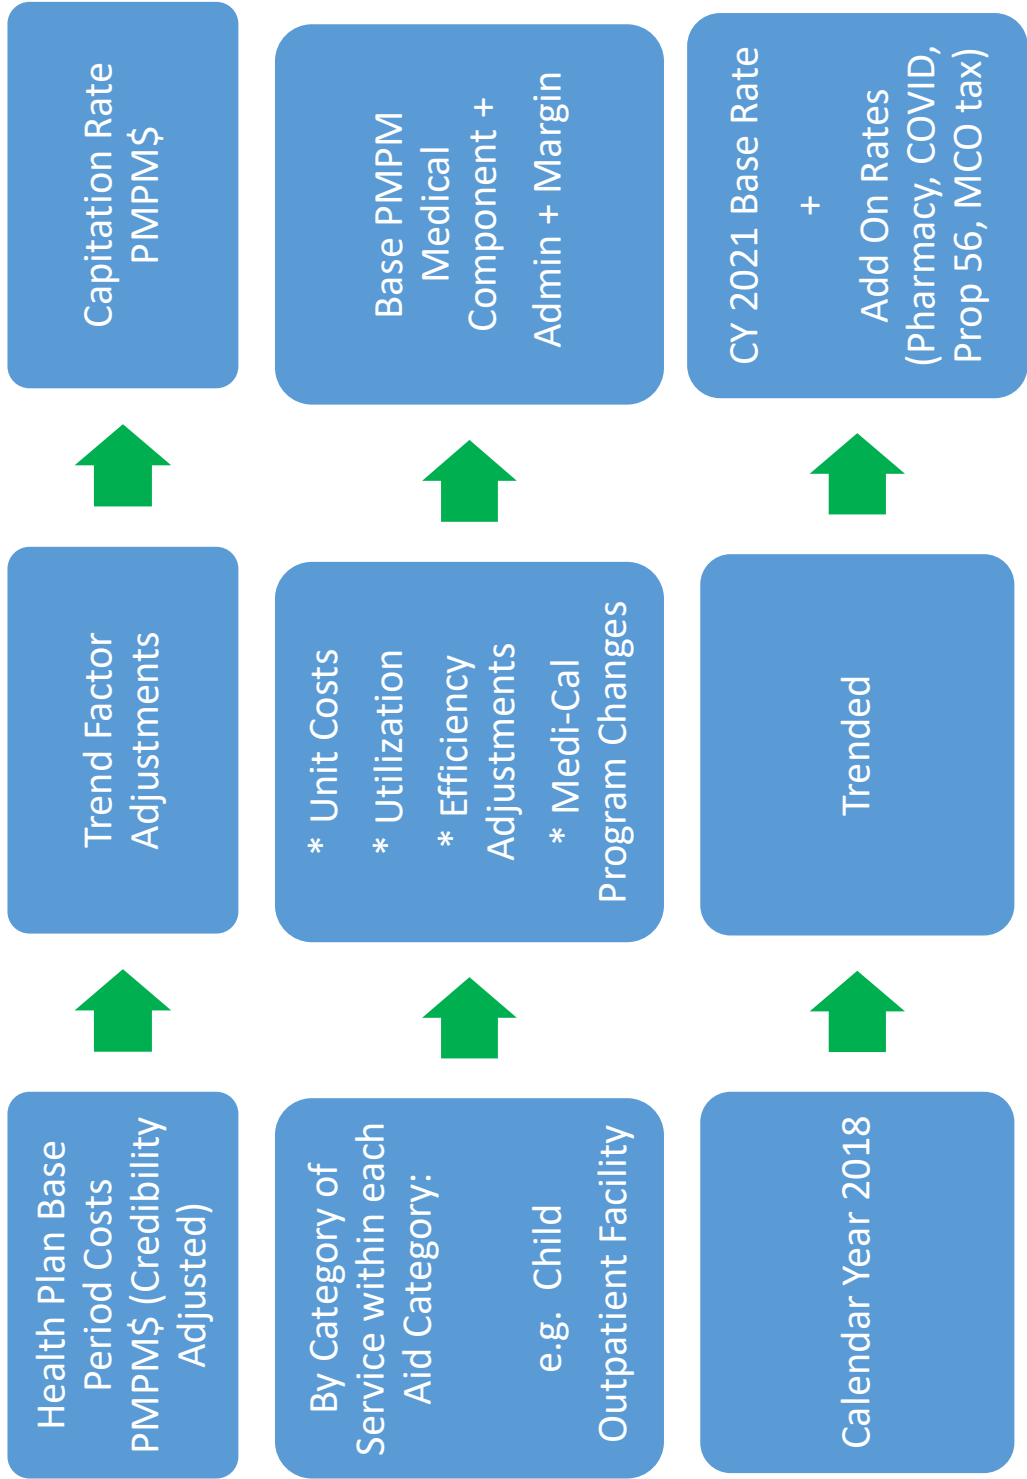 Health Plan Base
Period Costs
PMPM$ (Credibility
Adjusted)
Trend Factor
Adjustments
Capitation Rate
PMPM$
By Category of
Service within each
Aid Category:
e.g. Child
Outpatient Facility
* Unit Costs
* Utilization
* Efficiency
Adjustments
* Medi-Cal
Program Changes
Base PMPM
Medical
Component +
Admin + Margin
Calendar Year 2018
Trended
CY 2021 Base Rate
+
Add On Rates
(Pharmacy, COVID,
Prop 56, MCO tax)